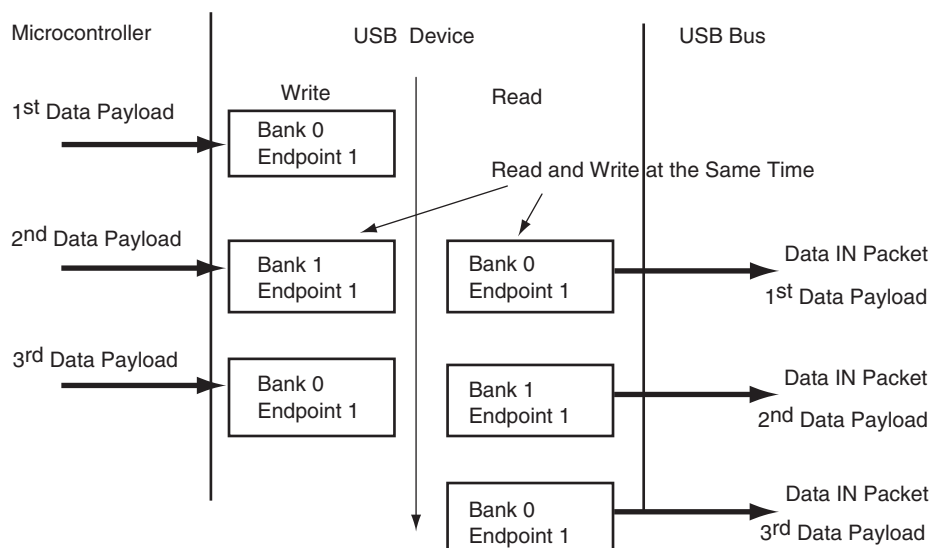 Microcontroller
USB Device
USB Bus
Write
Read
1st Data Payload
Bank 0
Endpoint 1
Read and Write at the Same Time
2nd Data Payload
Bank 1
Endpoint 1
Bank 0
Endpoint 1
Data IN Packet
1st Data Payload
3rd Data Payload
Bank 0
Endpoint 1
Bank 1
Endpoint 1
Data IN Packet
2nd Data Payload
Bank 0
Endpoint 1
Data IN Packet
3rd Data Payload